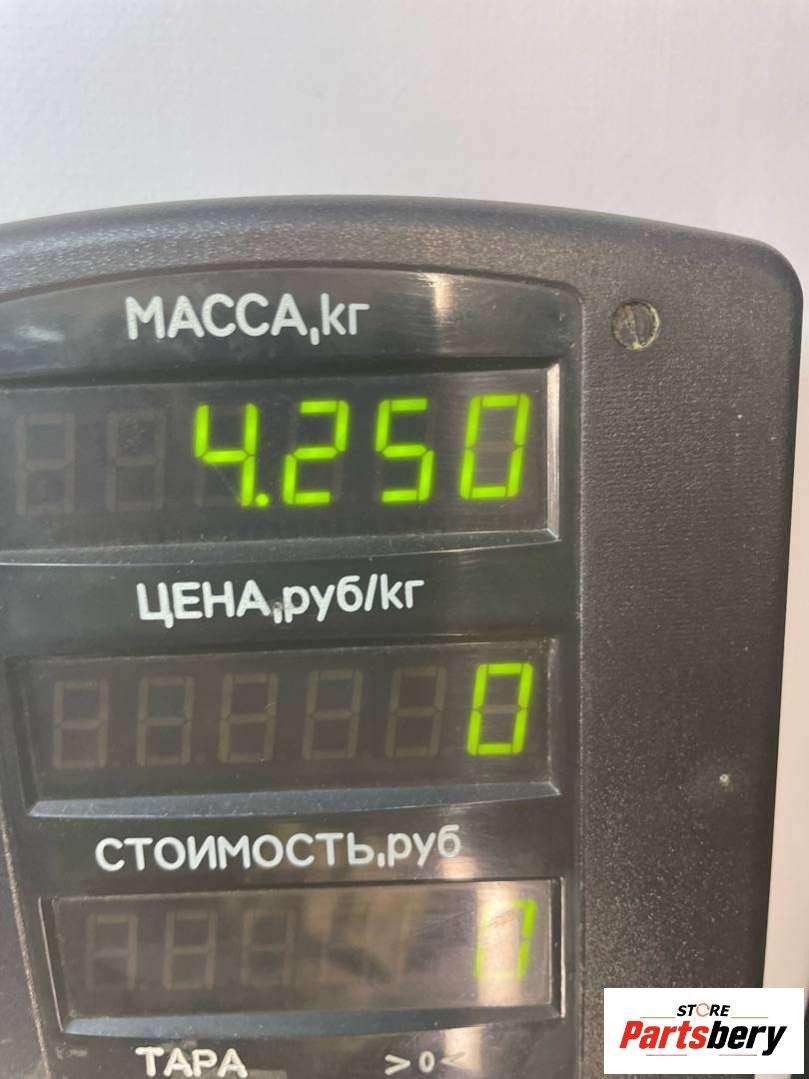 МАССА,кг
4.250
ЦЕНА,руб/кг
0
СТОИМОСТЬ,руб
0
ТАРА >0<
STORE
Partsbery